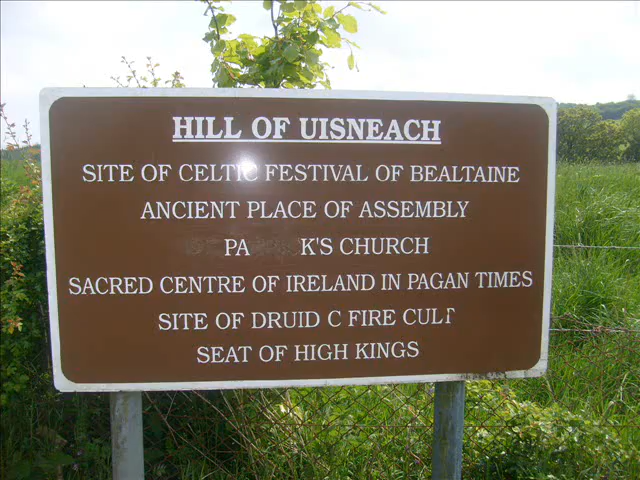 HILL OF UISNEACH
SITE OF CELTIC FESTIVAL OF BEALTAINE
ANCIENT PLACE OF ASSEMBLY
PA K'S CHURCH
SACRED CENTRE OF IRELAND IN PAGAN TIMES
SITE OF DRUID C FIRE CULT
SEAT OF HIGH KINGS